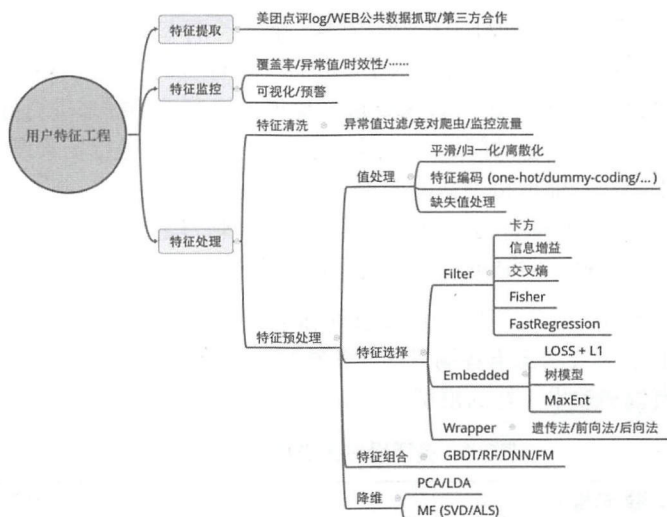 用户特征工程
特征提取
美团点评log/WEB公共数据抓取/第三方合作
特征监控
覆盖率/异常值/时效性/……
可视化/预警
特征处理
特征清洗
异常值过滤/竞对爬虫/监控流量
特征预处理
值处理
平滑/归一化/离散化
特征编码 (one-hot/dummy-coding/...)
缺失值处理
特征选择
Filter
卡方
信息增益
交叉熵
Fisher
FastRegression
Embedded
LOSS + L1
树模型
MaxEnt
Wrapper
遗传法/前向法/后向法
特征组合
GBDT/RF/DNN/FM
降维
PCA/LDA
MF (SVD/ALS)